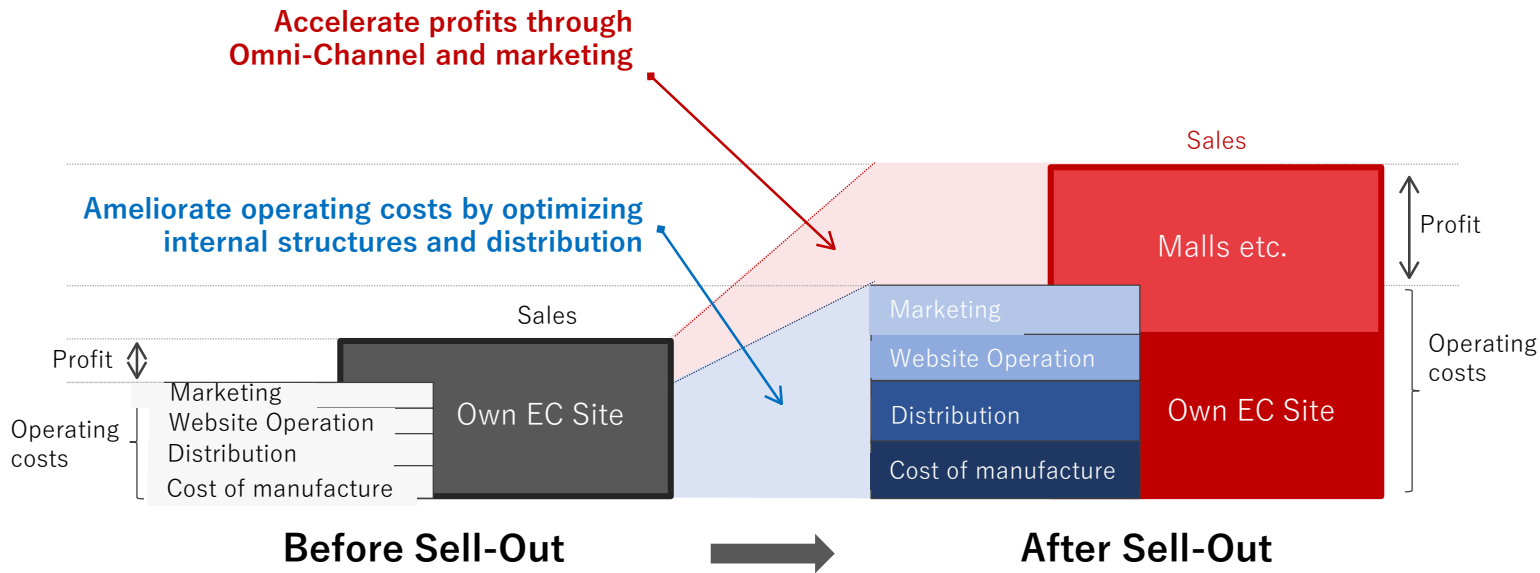 Accelerate profits through
Omni-Channel and marketing
Ameliorate operating costs by optimizing
internal structures and distribution
Sales
Profit
Marketing
Website Operation
Distribution
Cost of manufacture
Operating
costs
Own EC Site
Before Sell-Out
Sales
Malls etc.
Profit
Marketing
Website Operation
Distribution
Cost of manufacture
Own EC Site
Operating
costs
After Sell-Out